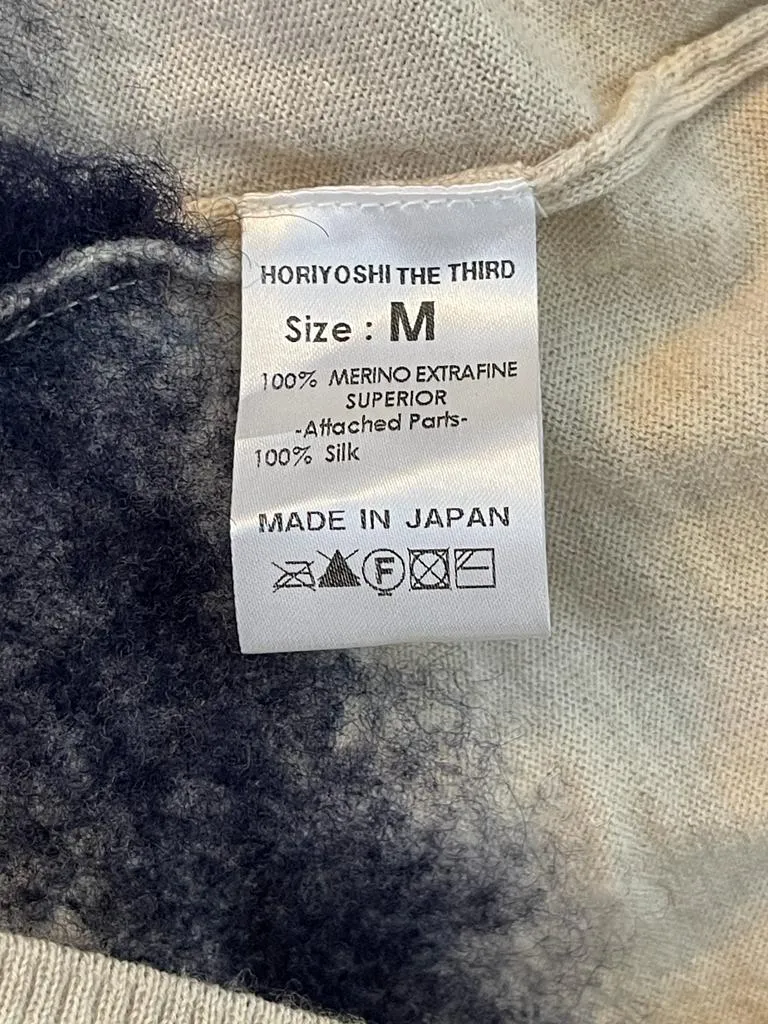 HORIYOSHI THE THIRD
Size : M
100% MERINO EXTRAFINE
SUPERIOR
-Attached Parts-
100% Silk
MADE IN JAPAN
F